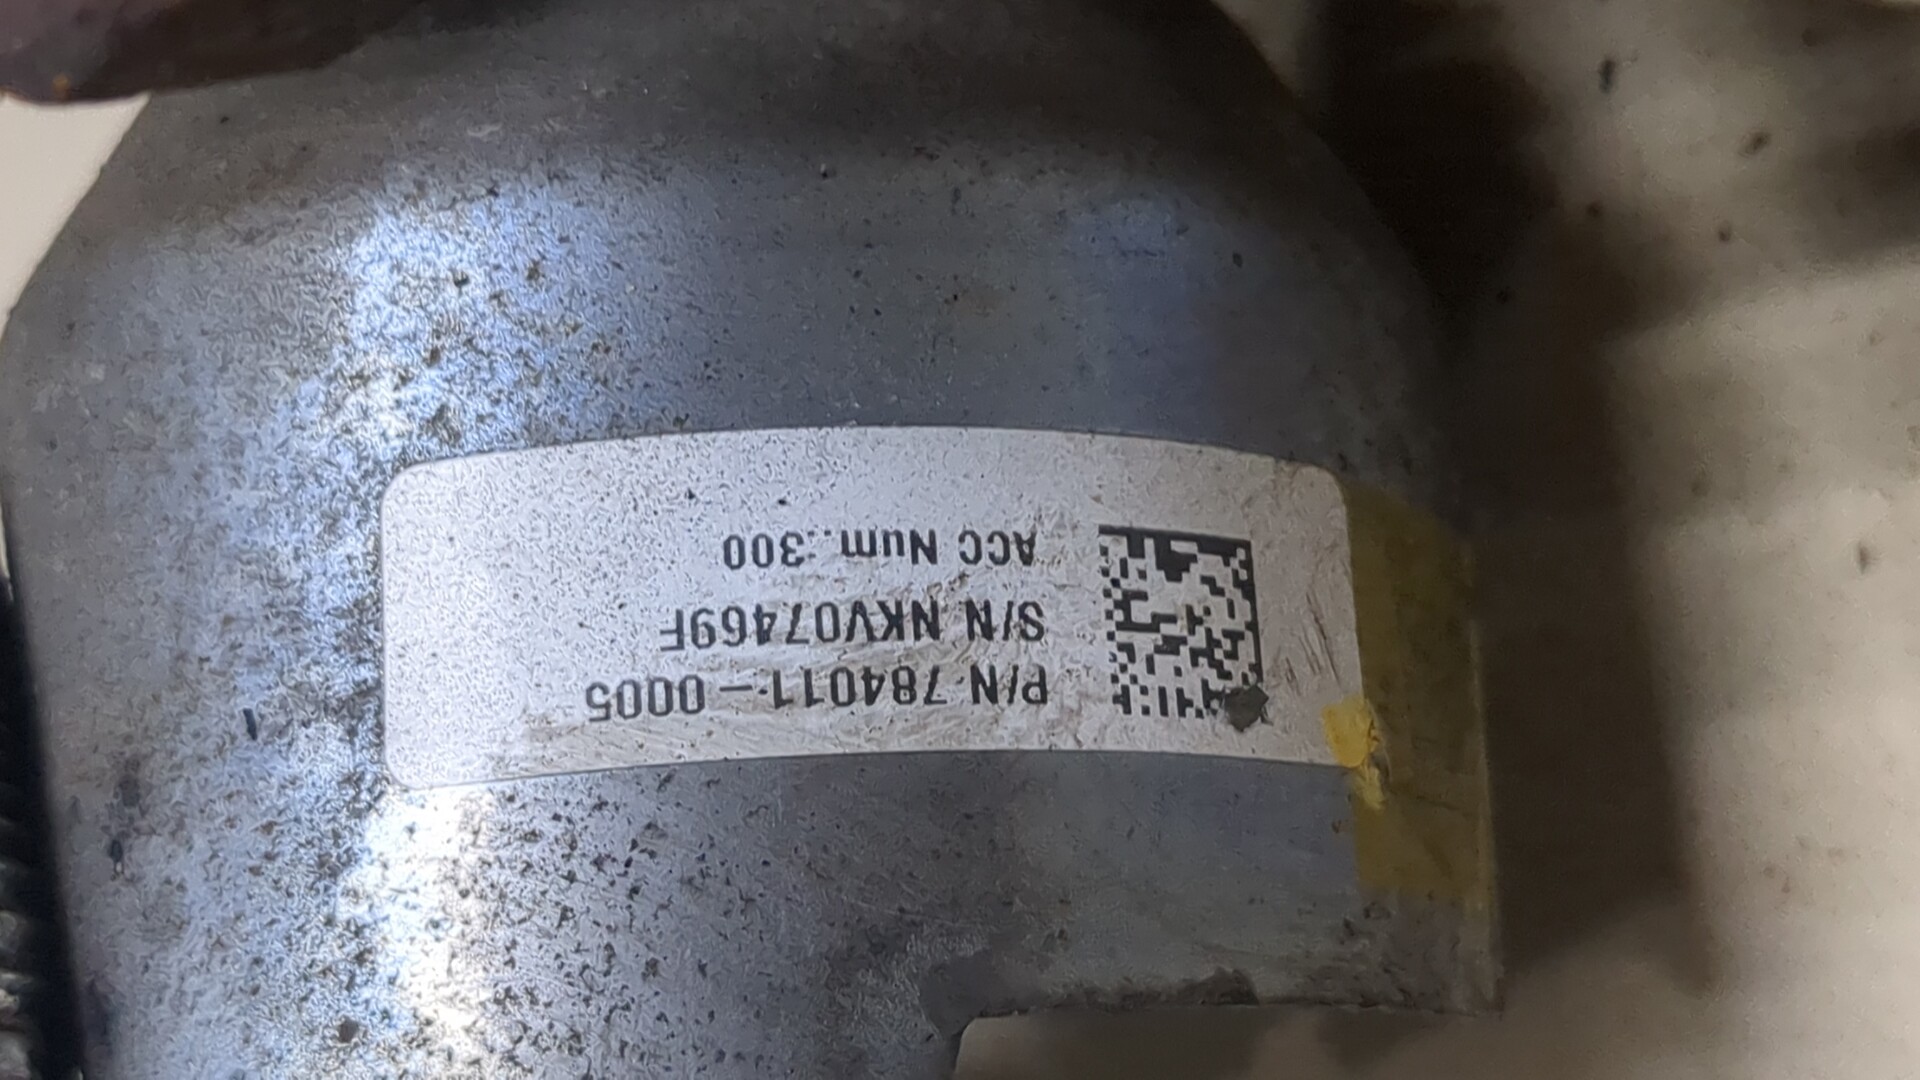 P/N 784011-0005
S/N NKV07469F
ACC Num.:300